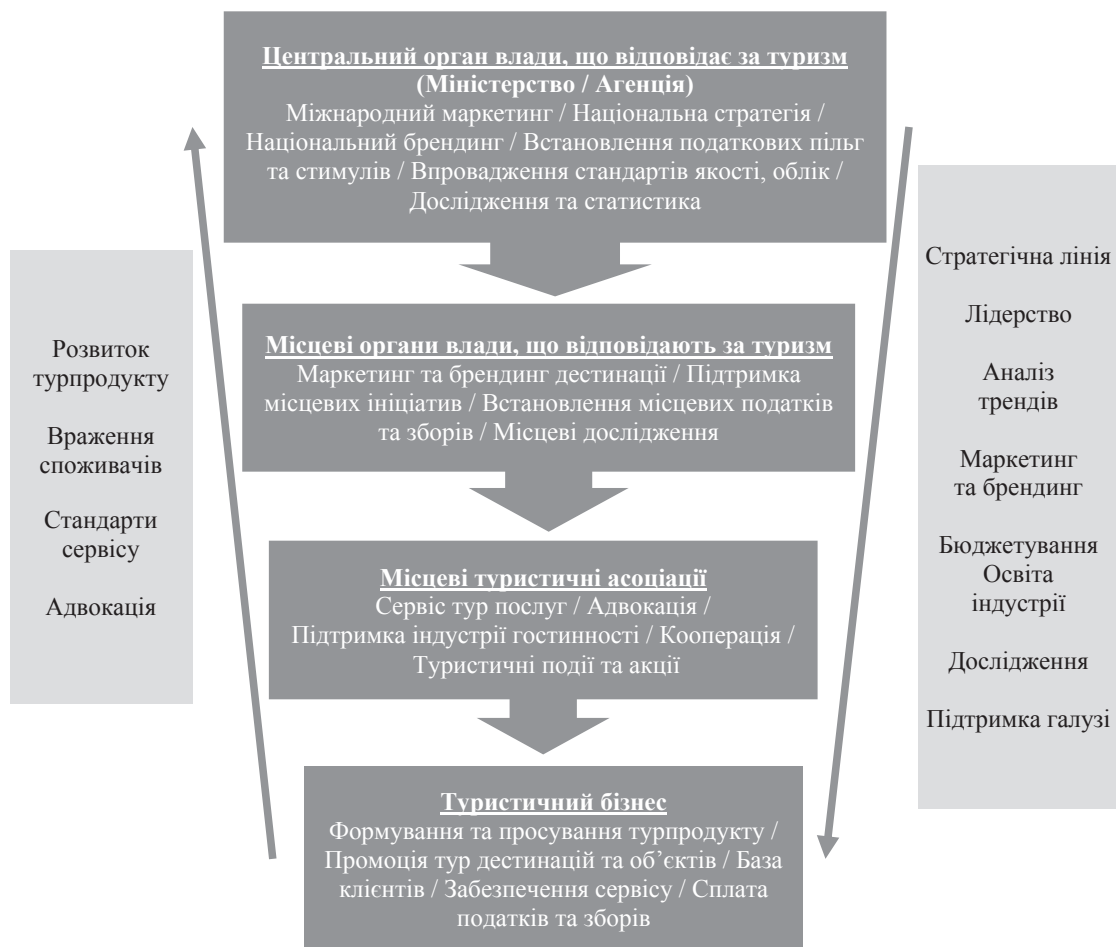 Центральний орган влади, що відповідає за туризм
(Міністерство / Агенція)
Міжнародний маркетинг / Національна стратегія /
Національний брендинг / Встановлення податкових пільг
та стимулів / Впровадження стандартів якості, облік /
Дослідження та статистика
Місцеві органи влади, що відповідають за туризм
Маркетинг та брендинг дестинації / Підтримка
місцевих ініціатив / Встановлення місцевих податків
та зборів / Місцеві дослідження
Місцеві туристичні асоціації
Сервіс тур послуг / Адвокація /
Підтримка індустрії гостинності / Кооперація /
Туристичні події та акції
Туристичний бізнес
Формування та просування турпродукту /
Промоція тур дестинацій та об’єктів / База
клієнтів / Забезпечення сервісу / Сплата
податків та зборів
Розвиток
турпродукту
Враження
споживачів
Стандарти
сервісу
Адвокація
Стратегічна лінія
Лідерство
Аналіз
трендів
Маркетинг
та брендинг
Бюджетування
Освіта
індустрії
Дослідження
Підтримка галузі